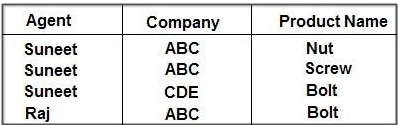 Agent Company Product Name
Suneet ABC Nut
Suneet ABC Screw
Suneet CDE Bolt
Raj ABC Bolt